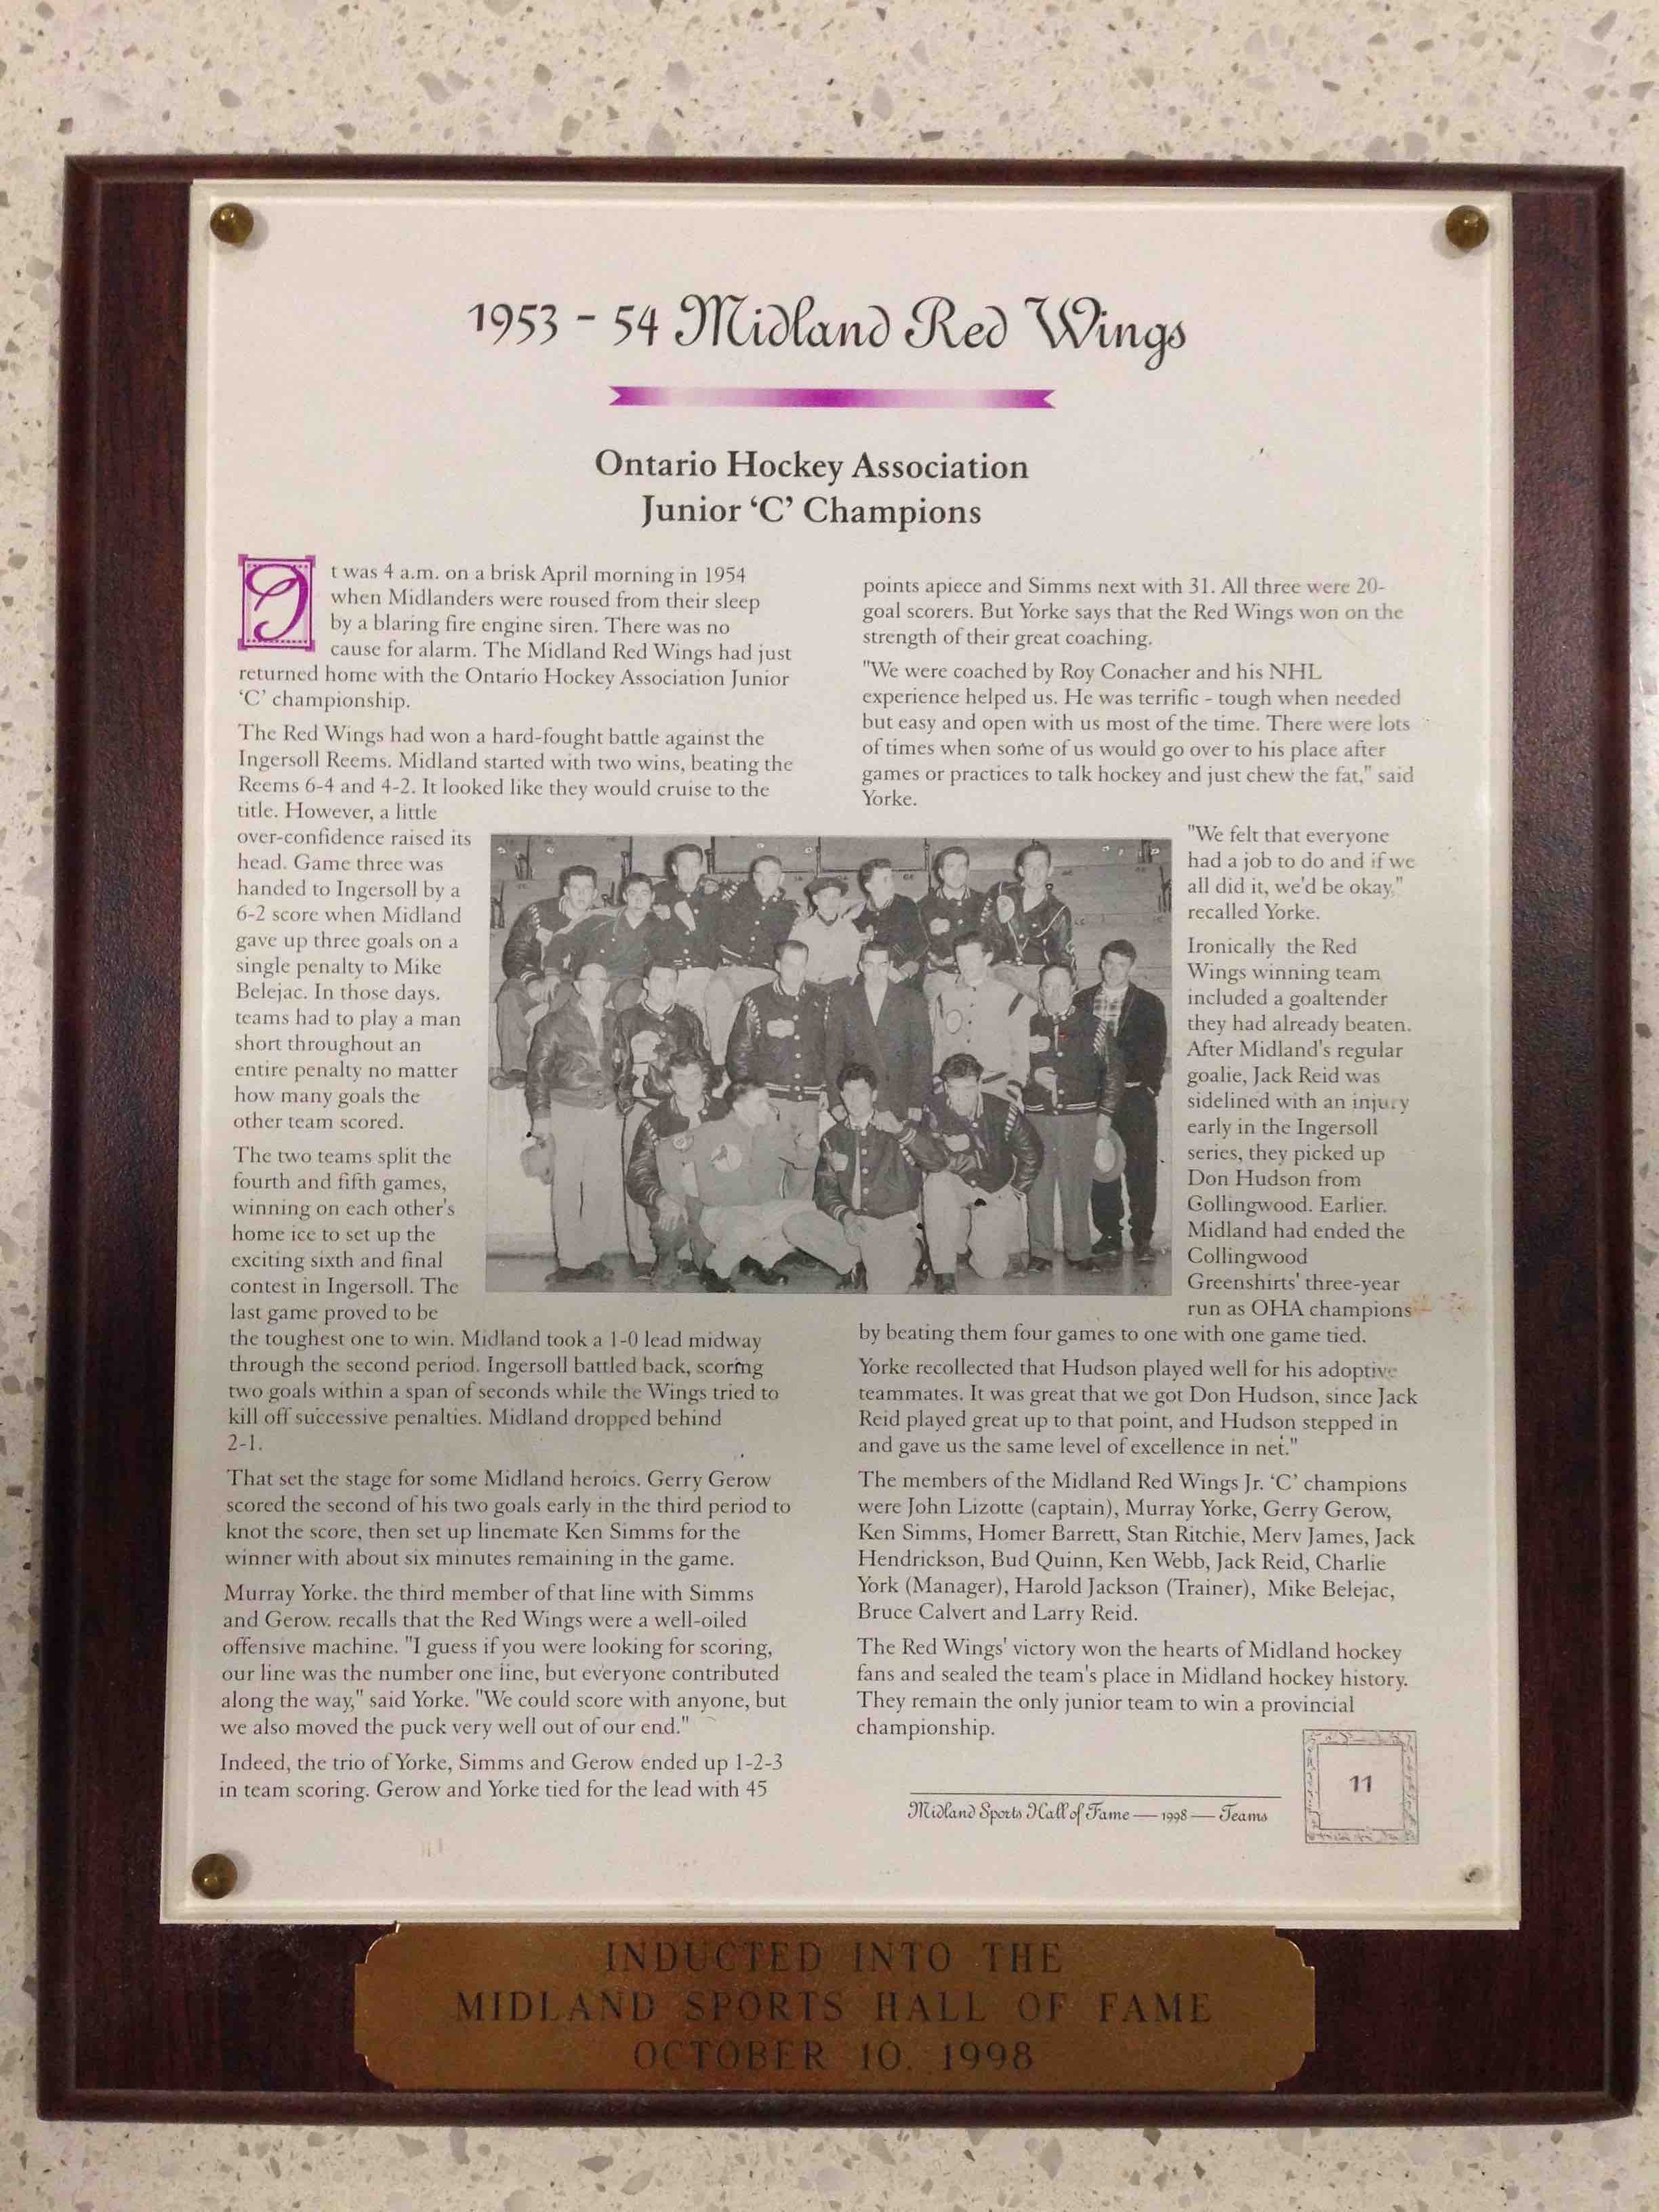 1953 - 54 Midland Red Wings
Ontario Hockey Association
Junior ‘C’ Champions
It was 4 a.m. on a brisk April morning in 1954
when Midlanders were roused from their sleep
by a blaring fire engine siren. There was no
cause for alarm. The Midland Red Wings had just
returned home with the Ontario Hockey Association Junior
‘C’ championship.
The Red Wings had won a hard-fought battle against the
Ingersoll Reems. Midland started with two wins, beating the
Reems 6-4 and 4-2. It looked like they would cruise to the
title. However, a little
over-confidence raised its
head. Game three was
handed to Ingersoll by a
6-2 score when Midland
gave up three goals on a
single penalty to Mike
Belejac. In those days,
teams had to play a man
short throughout an
entire penalty no matter
how many goals the
other team scored.
The two teams split the
fourth and fifth games,
winning on each other's
home ice to set up the
exciting sixth and final
contest in Ingersoll. The
last game proved to be
the toughest one to win. Midland took a 1-0 lead midway
through the second period. Ingersoll battled back, scoring
two goals within a span of seconds while the Wings tried to
kill off successive penalties. Midland dropped behind
2-1.
That set the stage for some Midland heroics. Gerry Gerow
scored the second of his two goals early in the third period to
knot the score, then set up linemate Ken Simms for the
winner with about six minutes remaining in the game.
Murray Yorke, the third member of that line with Simms
and Gerow, recalls that the Red Wings were a well-oiled
offensive machine. "I guess if you were looking for scoring,
our line was the number one line, but everyone contributed
along the way," said Yorke. "We could score with anyone, but
we also moved the puck very well out of our end."
Indeed, the trio of Yorke, Simms and Gerow ended up 1-2-3
in team scoring. Gerow and Yorke tied for the lead with 45
points apiece and Simms next with 31. All three were 20-
goal scorers. But Yorke says that the Red Wings won on the
strength of their great coaching.
"We were coached by Roy Conacher and his NHL
experience helped us. He was terrific - tough when needed
but easy and open with us most of the time. There were lots
of times when some of us would go over to his place after
games or practices to talk hockey and just chew the fat," said
Yorke.
"We felt that everyone
had a job to do and if we
all did it, we'd be okay,"
recalled Yorke.
Ironically the Red
Wings winning team
included a goaltender
they had already beaten.
After Midland's regular
goalie, Jack Reid was
sidelined with an injury
early in the Ingersoll
series, they picked up
Don Hudson from
Collingwood. Earlier,
Midland had ended the
Collingwood
Greenshirts' three-year
run as OHA champions
by beating them four games to one with one game tied.
Yorke recollected that Hudson played well for his adoptive
teammates. It was great that we got Don Hudson, since Jack
Reid played great up to that point, and Hudson stepped in
and gave us the same level of excellence in net."
The members of the Midland Red Wings Jr. ‘C’ champions
were John Lizotte (captain), Murray Yorke, Gerry Gerow,
Ken Simms, Homer Barrett, Stan Ritchie, Merv James, Jack
Hendrickson, Bud Quinn, Ken Webb, Jack Reid, Charlie
York (Manager), Harold Jackson (Trainer), Mike Belejac,
Bruce Calvert and Larry Reid.
The Red Wings' victory won the hearts of Midland hockey
fans and sealed the team's place in Midland hockey history.
They remain the only junior team to win a provincial
championship.
Midland Sports Hall of Fame — 1998 — Teams
11
INDUCTED INTO THE
MIDLAND SPORTS HALL OF FAME
OCTOBER 10, 1998